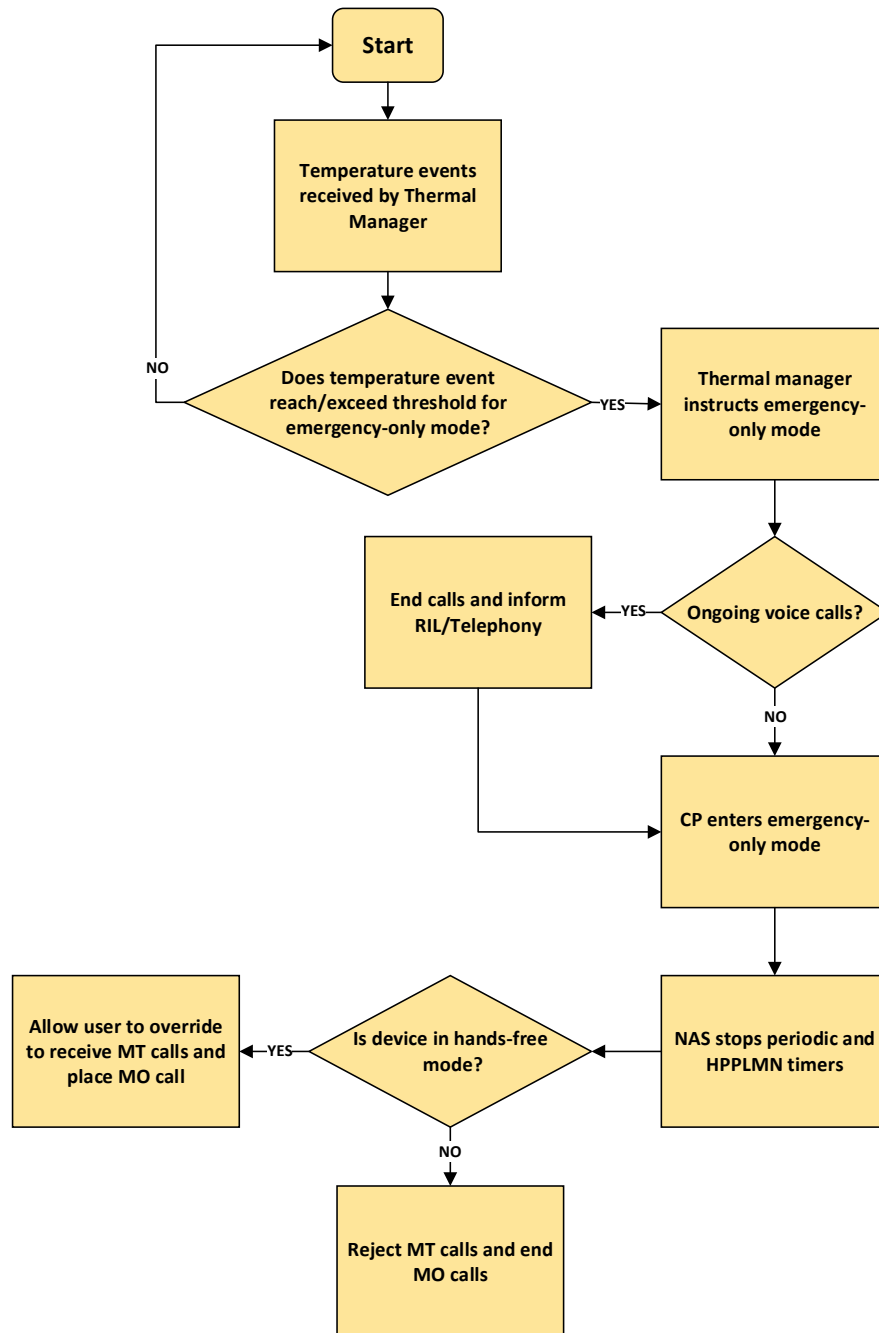 Start
Temperature events
received by Thermal
Manager
Does temperature event
reach/exceed threshold for
emergency-only mode?
NO
YES
Thermal manager
instructs emergency-
only mode
Ongoing voice calls?
YES
End calls and inform
RIL/Telephony
NO
CP enters emergency-
only mode
NAS stops periodic and
HPPLMN timers
Is device in hands-free
mode?
YES
Allow user to override
to receive MT calls and
place MO call
NO
Reject MT calls and end
MO calls